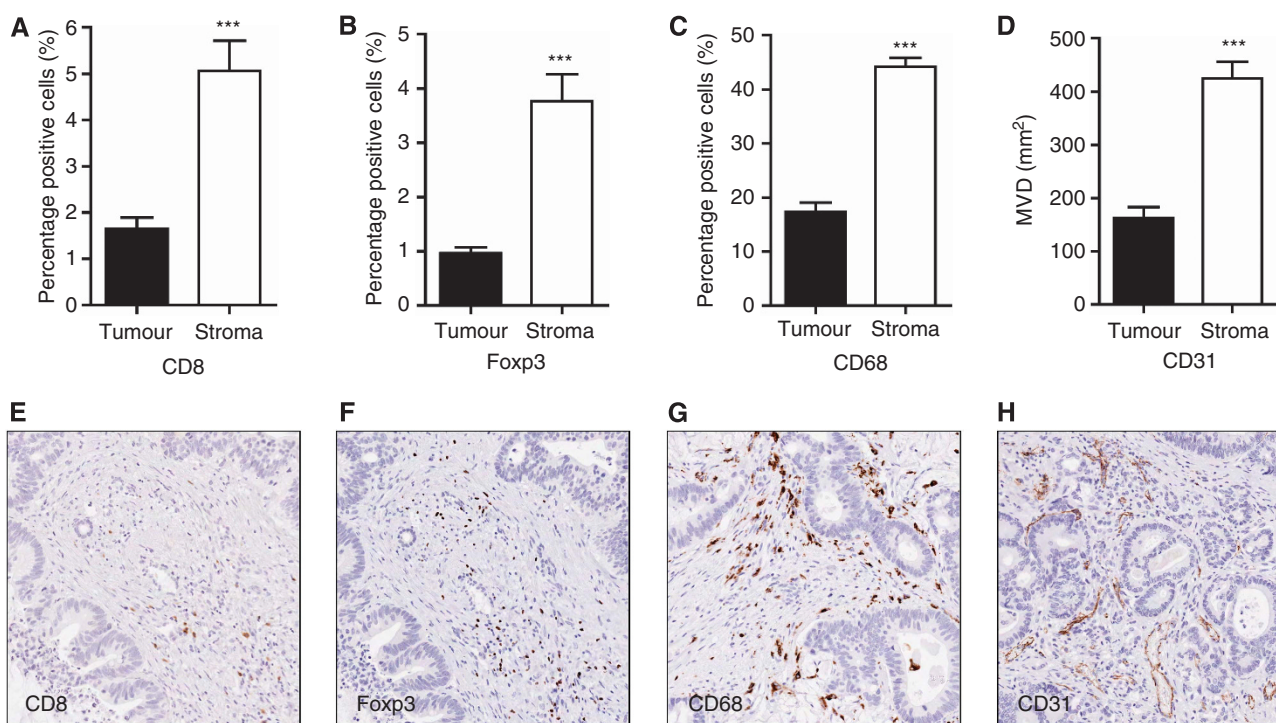 A
Percentage positive cells (%)
6
5
4
3
2
1
0
***
Tumour Stroma
CD8
B
Percentage positive cells (%)
5
4
3
2
1
0
***
Tumour Stroma
Foxp3
C
Percentage positive cells (%)
50
40
30
20
10
0
***
Tumour Stroma
CD68
D
MVD (mm²)
500
400
300
200
100
0
***
Tumour Stroma
CD31
E
CD8
F
Foxp3
G
CD68
H
CD31